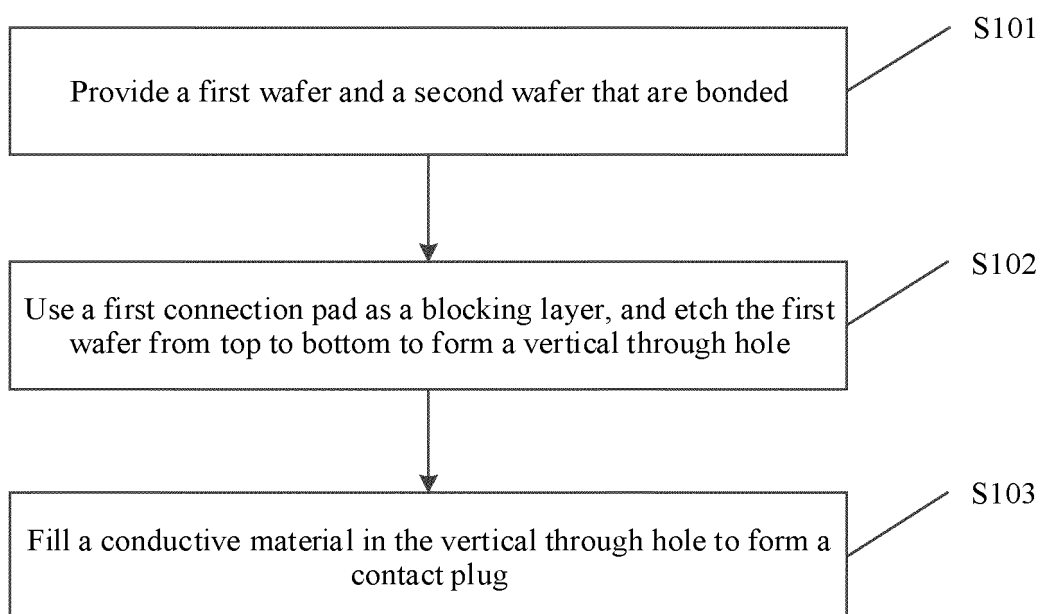 S101
Provide a first wafer and a second wafer that are bonded
S102
Use a first connection pad as a blocking layer, and etch the first
wafer from top to bottom to form a vertical through hole
S103
Fill a conductive material in the vertical through hole to form a
contact plug